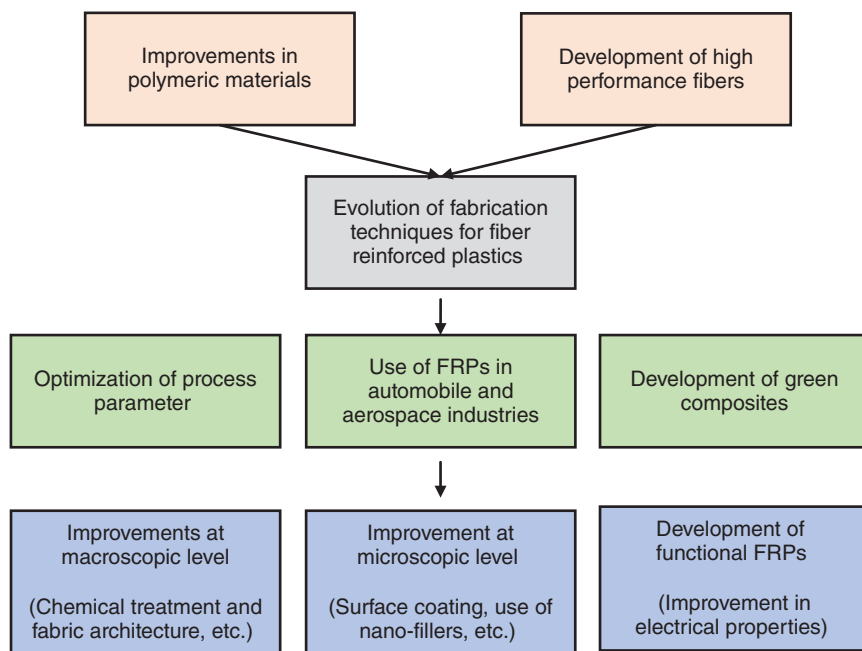 Improvements in
polymeric materials
Development of high
performance fibers
Evolution of fabrication
techniques for fiber
reinforced plastics
Optimization of process
parameter
Use of FRPs in
automobile and
aerospace industries
Development of green
composites
Improvements at
macroscopic level
(Chemical treatment and
fabric architecture, etc.)
Improvement at
microscopic level
(Surface coating, use of
nano-fillers, etc.)
Development of
functional FRPs
(Improvement in
electrical properties)